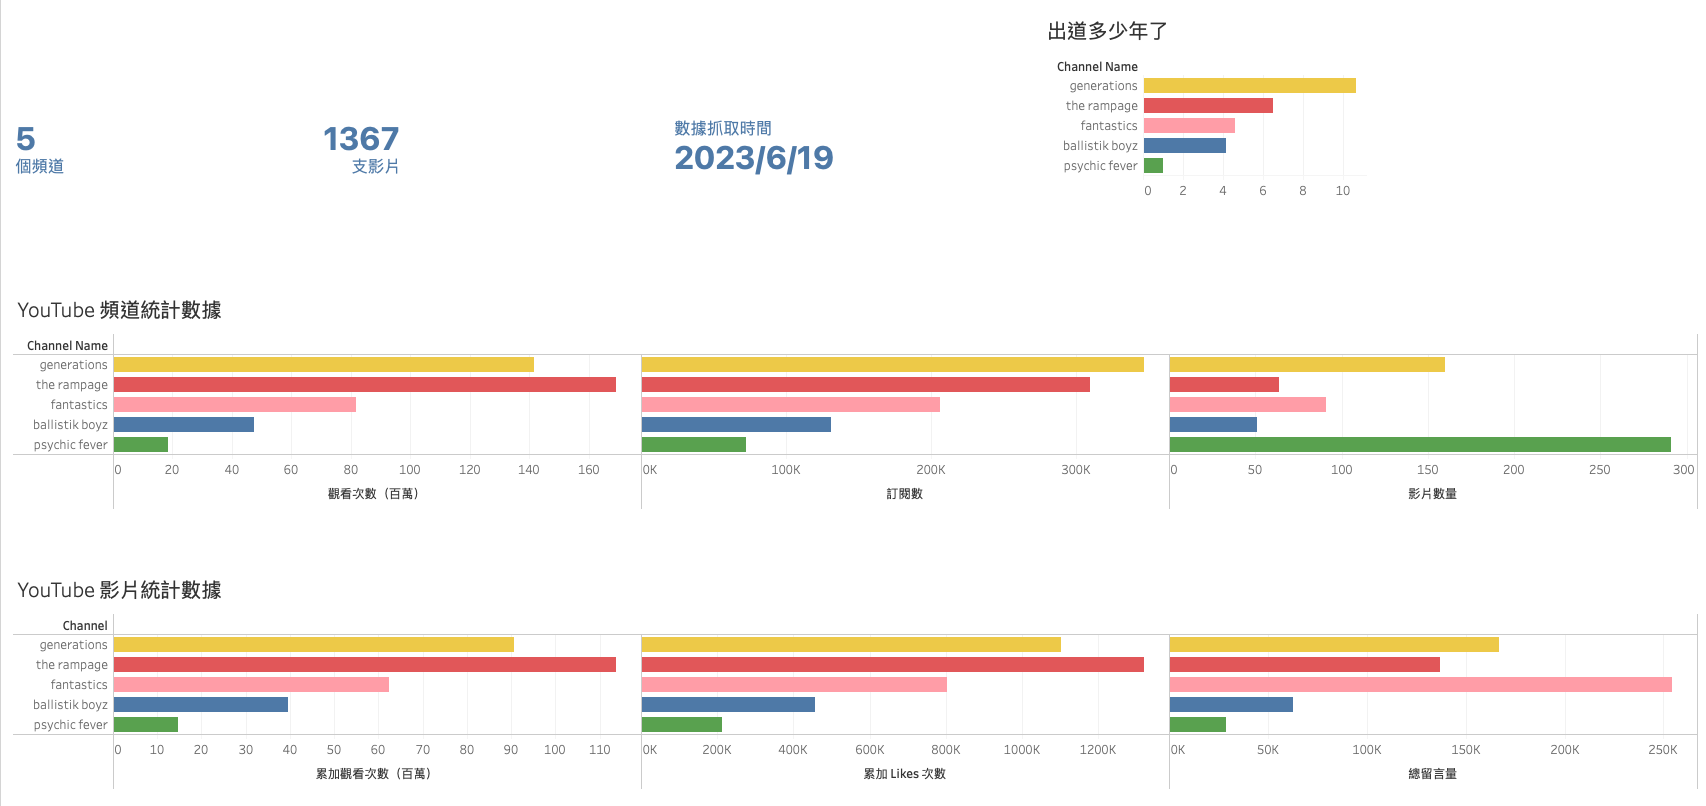 出道多少年了
Channel Name
generations
the rampage
fantastics
ballistik boyz
psychic fever
0 2 4 6 8 10
5
個頻道
1367
支影片
數據抓取時間
2023/6/19
YouTube 頻道統計數據
Channel Name
generations
the rampage
fantastics
ballistik boyz
psychic fever
0 20 40 60 80 100 120 140 160
觀看次數（百萬）
0K 100K 200K 300K
訂閱數
0 50 100 150 200 250 300
影片數量
YouTube 影片統計數據
Channel
generations
the rampage
fantastics
ballistik boyz
psychic fever
0 10 20 30 40 50 60 70 80 90 100 110
累加觀看次數（百萬）
0K 200K 400K 600K 800K 1000K 1200K
累加 Likes 次數
0K 50K 100K 150K 200K 250K
總留言量